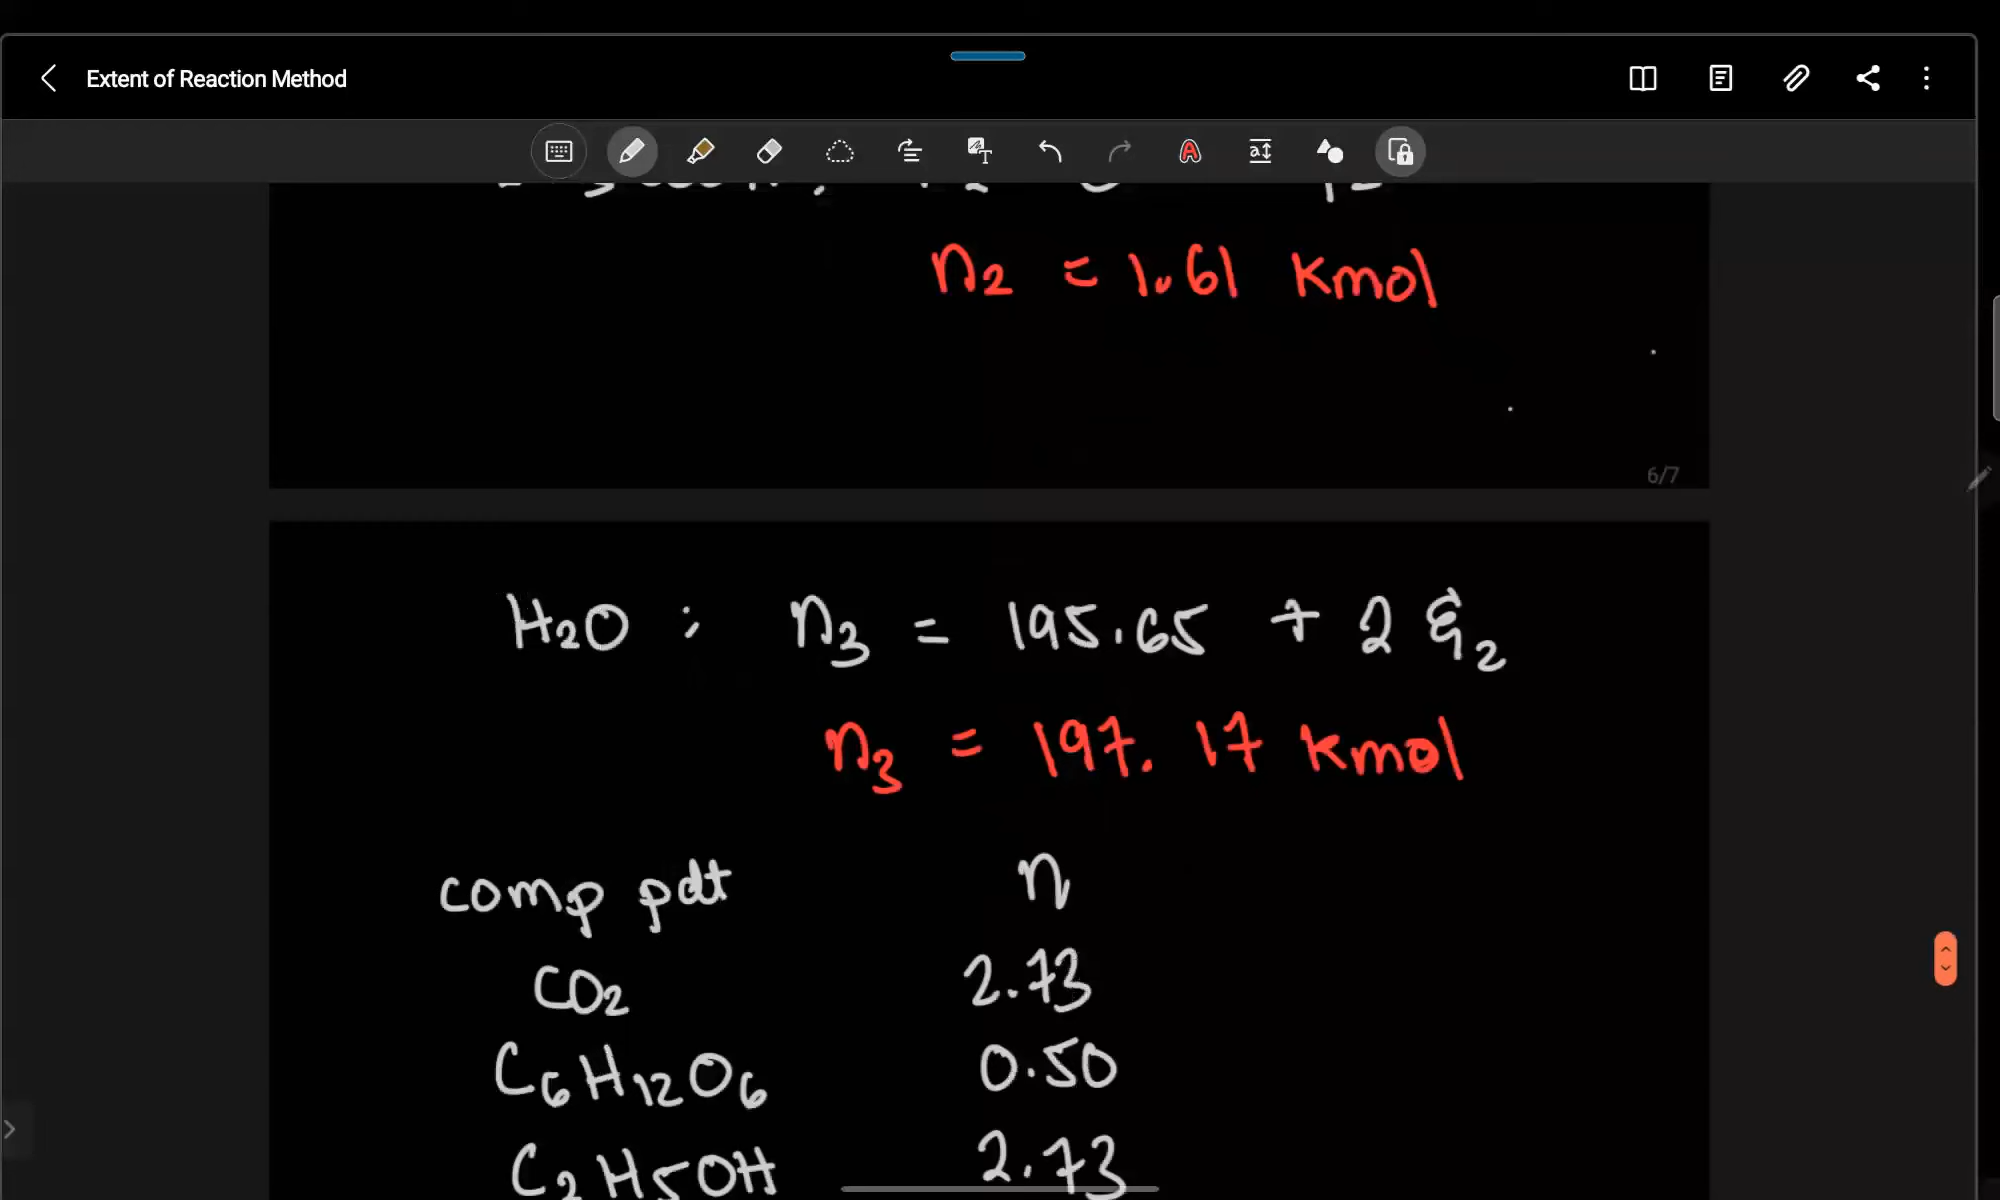 Extent of Reaction Method
n2 = 1.61 Kmol
6/7
H2O : n3 = 195.65 + 2 ξ2
n3 = 197.17 kmol
comp pdt n
CO2 2.73
C6H12O6 0.50
C2H5OH 2.73